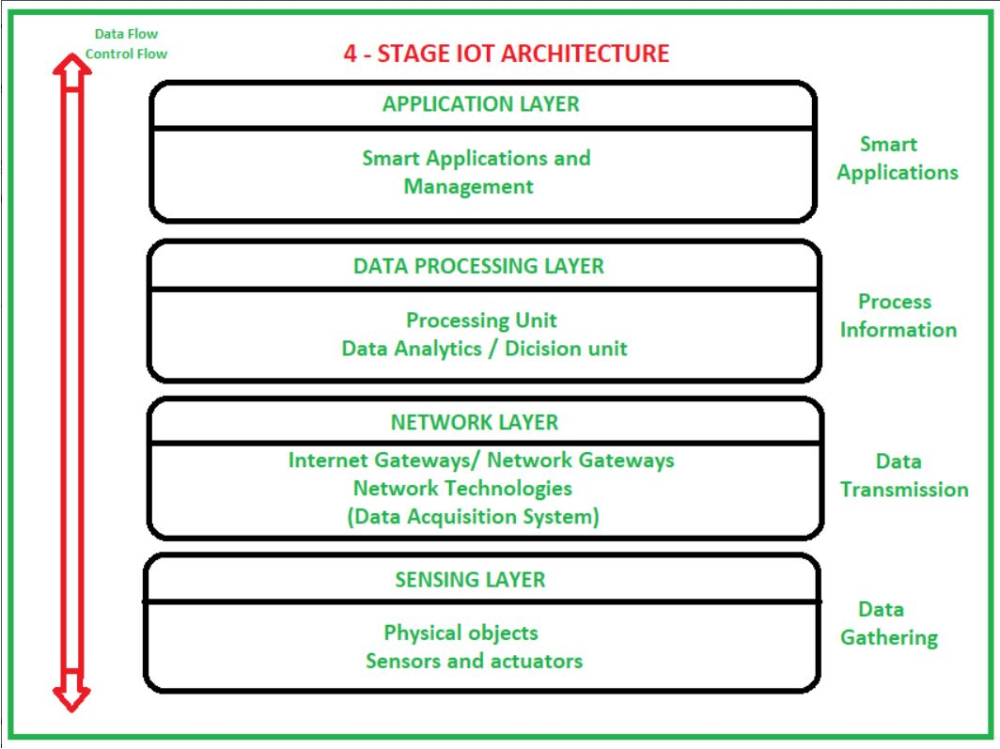 Data Flow
Control Flow
4 - STAGE IOT ARCHITECTURE
APPLICATION LAYER
Smart Applications and
Management
Smart
Applications
DATA PROCESSING LAYER
Processing Unit
Data Analytics / Dicision unit
Process
Information
NETWORK LAYER
Internet Gateways/ Network Gateways
Network Technologies
(Data Acquisition System)
Data
Transmission
SENSING LAYER
Physical objects
Sensors and actuators
Data
Gathering